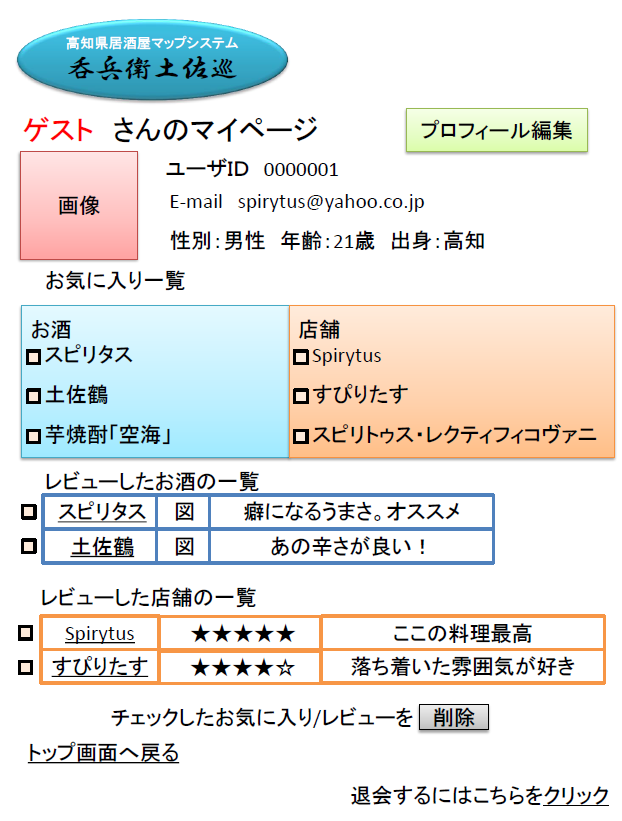 高知県居酒屋マップシステム
呑兵衛土佐巡
ゲスト さんのマイページ
プロフィール編集
画像
ユーザID 0000001
E-mail spirytus@yahoo.co.jp
性別:男性 年齢:21歳 出身:高知
お気に入り一覧
お酒
スピリタス
土佐鶴
芋焼酎「空海」
店舗
Spirytus
すぴりたす
スピリトゥス・レクティフィコヴァニ
レビューしたお酒の一覧
スピリタス 図 癖になるうまさ。オススメ
土佐鶴 図 あの辛さが良い！
レビューした店舗の一覧
Spirytus ★★★★★ ここの料理最高
すぴりたす ★★★★☆ 落ち着いた雰囲気が好き
チェックしたお気に入り/レビューを 削除
トップ画面へ戻る
退会するにはこちらをクリック